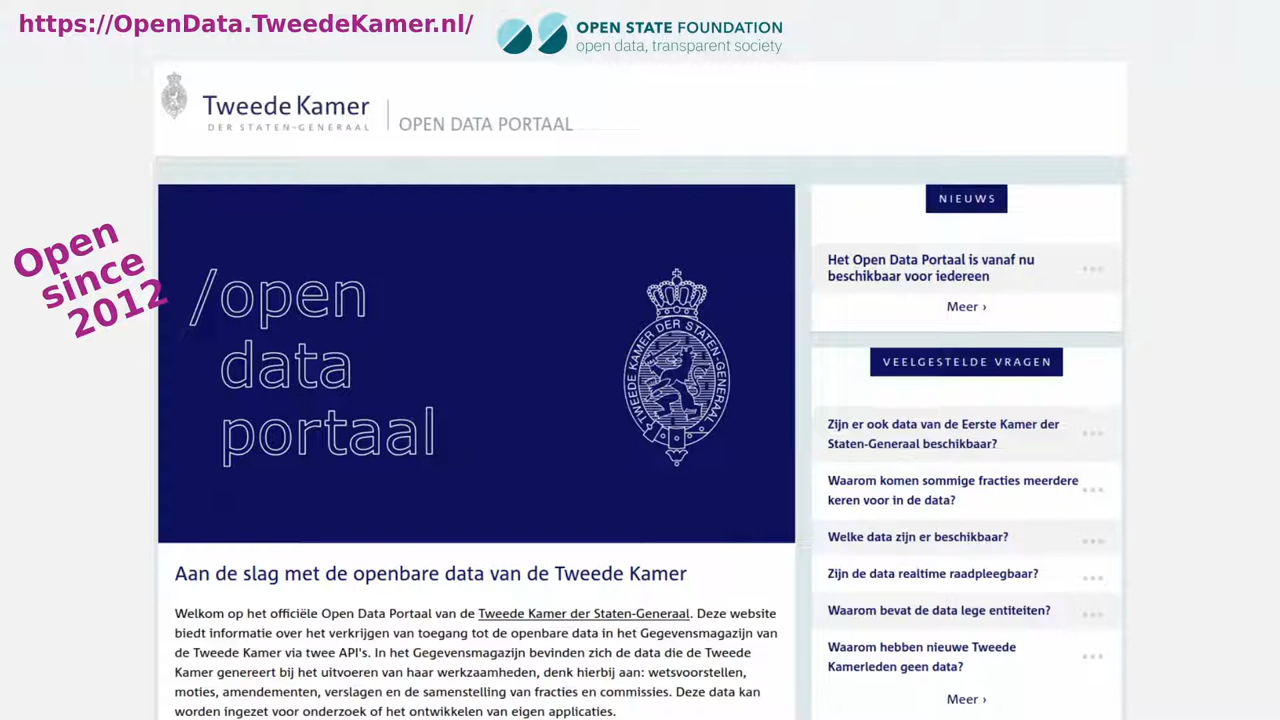 https://OpenData.TweedeKamer.nl/
OPEN STATE FOUNDATION
open data, transparent society
Tweede Kamer
DER STATEN-GENERAAL
OPEN DATA PORTAAL
Open
since
2012
/open
data
portaal
TWEEDE KAMER DER STATEN-GENERAAL
NIEUWS
Het Open Data Portaal is vanaf nu
beschikbaar voor iedereen
Meer ›
VEELGESTELDE VRAGEN
Zijn er ook data van de Eerste Kamer der
Staten-Generaal beschikbaar?
Waarom komen sommige fracties meerdere
keren voor in de data?
Welke data zijn er beschikbaar?
Zijn de data realtime raadpleegbaar?
Waarom bevat de data lege entiteiten?
Waarom hebben nieuwe Tweede
Kamerleden geen data?
Meer ›
Aan de slag met de openbare data van de Tweede Kamer
Welkom op het officiële Open Data Portaal van de Tweede Kamer der Staten-Generaal. Deze website
biedt informatie over het verkrijgen van toegang tot de openbare data in het Gegevensmagazijn van
de Tweede Kamer via twee API's. In het Gegevensmagazijn bevinden zich de data die de Tweede
Kamer genereert bij het uitvoeren van haar werkzaamheden, denk hierbij aan: wetsvoorstellen,
moties, amendementen, verslagen en de samenstelling van fracties en commissies. Deze data kan
worden ingezet voor onderzoek of het ontwikkelen van eigen applicaties.